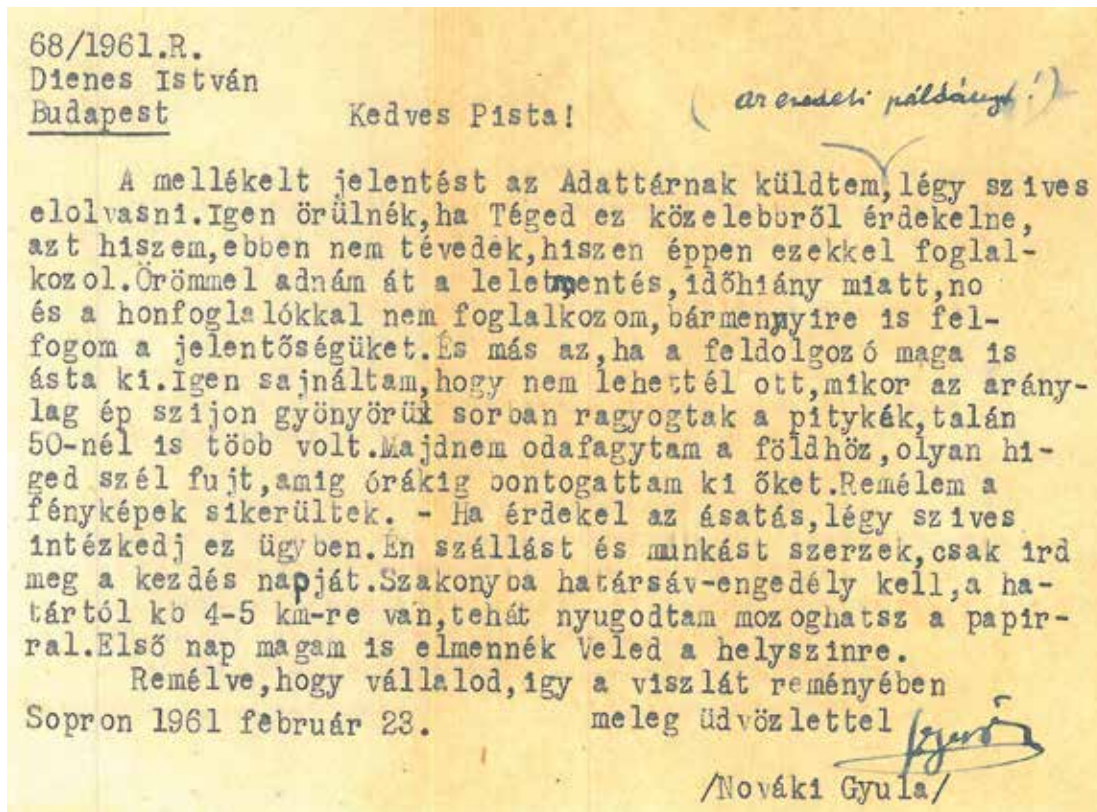 68/1961.R.
Dienes István
Budapest
Kedves Pista!
(az eredeti példányt!)
A mellékelt jelentést az Adattárnak küldtem, légy szives
elolvasni.Igen örülnék,ha Téged ez közelebbről érdekelne,
azt hiszem,ebben nem tévedek,hiszen éppen ezekkel foglal-
kozol.Örömmel adnám át a leletmentés,időhiány miatt,no
és a honfoglalókkal nem foglalkozom,bármennyire is fel-
fogom a jelentőségüket.És más az,ha a feldolgozó maga is
ásta ki.Igen sajnáltam,hogy nem lehettél ott,mikor az arány-
lag ép szijon gyönyörü sorban ragyogtak a pitykék,talán
50-nél is több volt.Majdnem odafagytam a földhöz,olyan hi-
ged szél fujt,amig órákig bontogattam ki őket.Remélem a
fényképek sikerültek. - Ha érdekel az ásatás,légy szives
intézkedj ez ügyben.Én szállást és munkást szerzek,csak ird
meg a kezdés napját.Szakonyba határsáv-engedély kell,a ha-
tártól kb 4-5 km-re van,tehát nyugodtam mozoghatsz a papir-
ral.Első nap magam is elmennék Veled a helyszinre.
Remélve,hogy vállalod,igy a viszlát reményében
Sopron 1961 február 23.
meleg üdvözlettel
/Nováki Gyula/